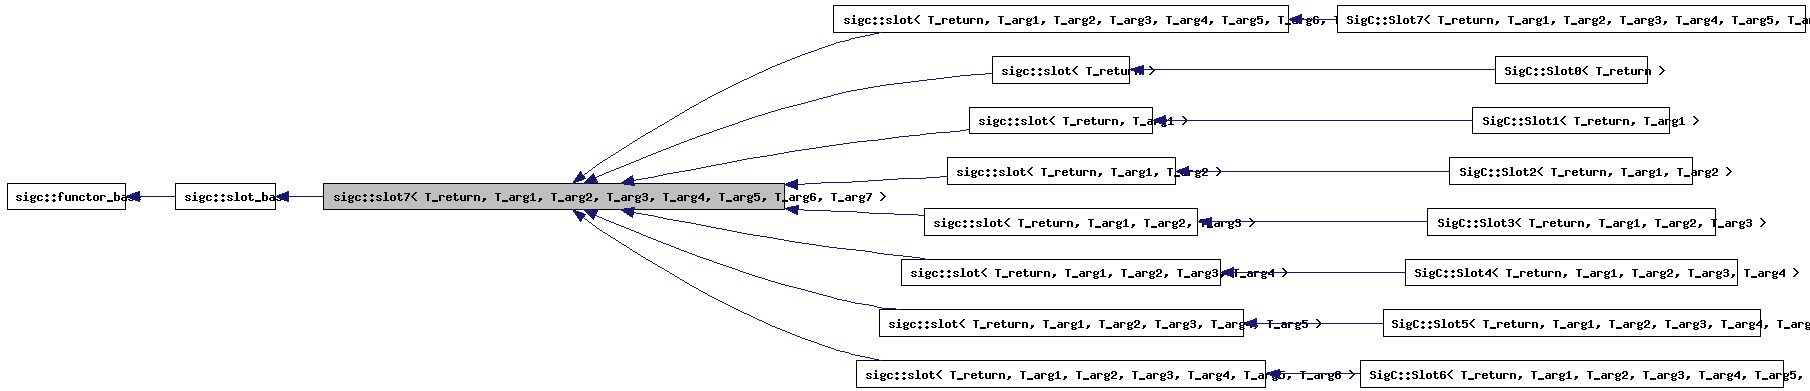 sigc::slot< T_return, T_arg1, T_arg2, T_arg3, T_arg4, T_arg5, T_arg6,
SigC::Slot7< T_return, T_arg1, T_arg2, T_arg3, T_arg4, T_arg5,
sigc::slot< T_return >
SigC::Slot0< T_return >
sigc::slot< T_return, T_arg1 >
SigC::Slot1< T_return, T_arg1 >
sigc::slot< T_return, T_arg1, T_arg2 >
SigC::Slot2< T_return, T_arg1, T_arg2 >
sigc::functor_base
sigc::slot_base
sigc::slot7< T_return, T_arg1, T_arg2, T_arg3, T_arg4, T_arg5, T_arg6, T_arg7 >
sigc::slot< T_return, T_arg1, T_arg2, T_arg3 >
SigC::Slot3< T_return, T_arg1, T_arg2, T_arg3 >
sigc::slot< T_return, T_arg1, T_arg2, T_arg3, T_arg4 >
SigC::Slot4< T_return, T_arg1, T_arg2, T_arg3, T_arg4 >
sigc::slot< T_return, T_arg1, T_arg2, T_arg3, T_arg4, T_arg5 >
SigC::Slot5< T_return, T_arg1, T_arg2, T_arg3, T_arg4,
sigc::slot< T_return, T_arg1, T_arg2, T_arg3, T_arg4, T_arg5, T_arg6 >
SigC::Slot6< T_return, T_arg1, T_arg2, T_arg3, T_arg4, T_arg5,